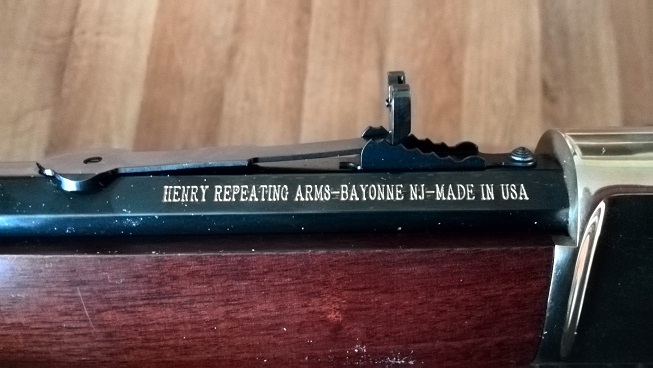 HENRY REPEATING ARMS-BAYONNE NJ-MADE IN USA